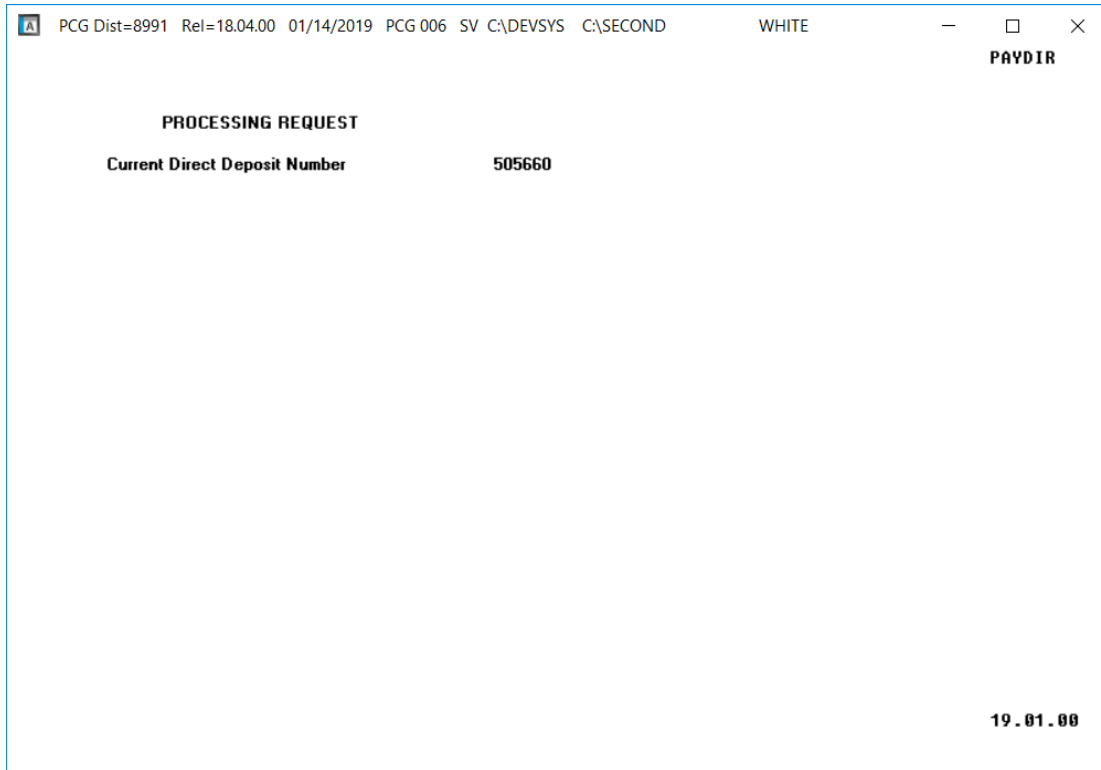 PCG Dist=8991 Rel=18.04.00 01/14/2019 PCG 006 SV C:\DEVSYS C:\SECOND WHITE
PAYDIR
PROCESSING REQUEST
Current Direct Deposit Number 505660
19.01.00